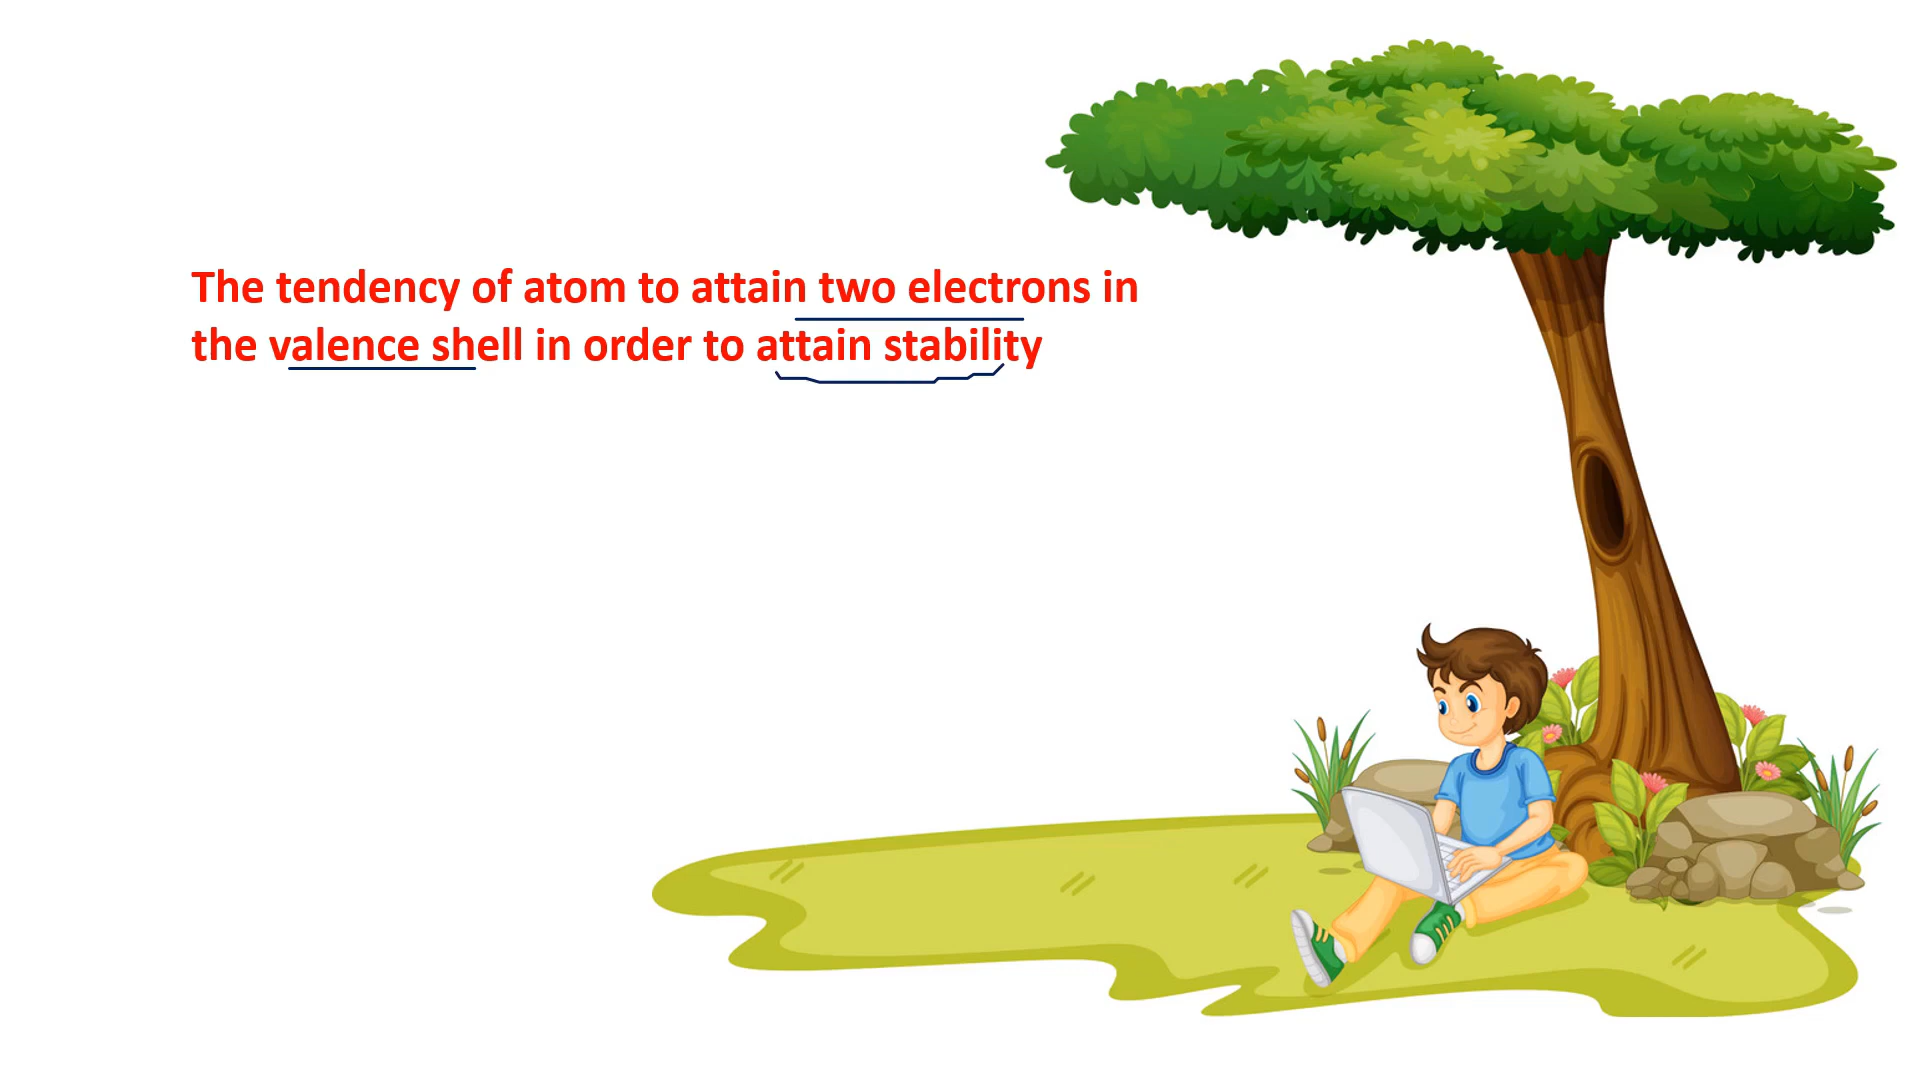 The tendency of atom to attain two electrons in
the valence shell in order to attain stability